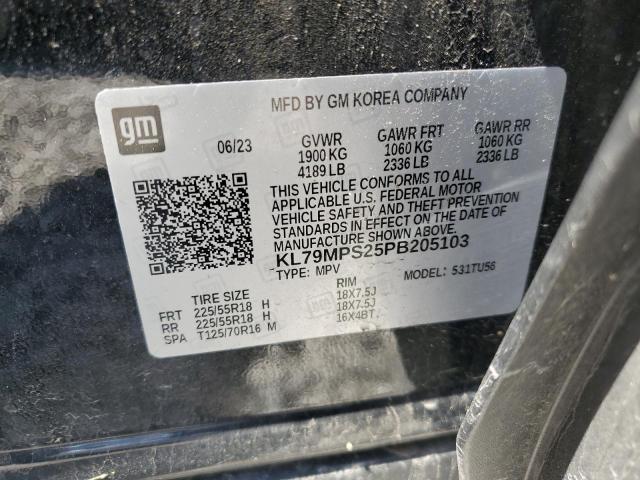 MFD BY GM KOREA COMPANY
gm
06/23 GVWR GAWR FRT GAWR RR
1900 KG 1060 KG 1060 KG
4189 LB 2336 LB 2336 LB
THIS VEHICLE CONFORMS TO ALL
APPLICABLE U.S. FEDERAL MOTOR
VEHICLE SAFETY AND THEFT PREVENTION
STANDARDS IN EFFECT ON THE DATE OF
MANUFACTURE SHOWN ABOVE.
KL79MPS25PB205103
TYPE: MPV MODEL: 531TU56
TIRE SIZE RIM
FRT 225/55R18 H 18X7.5J
RR 225/55R18 H 18X7.5J
SPA T125/70R16 M 16X4BT